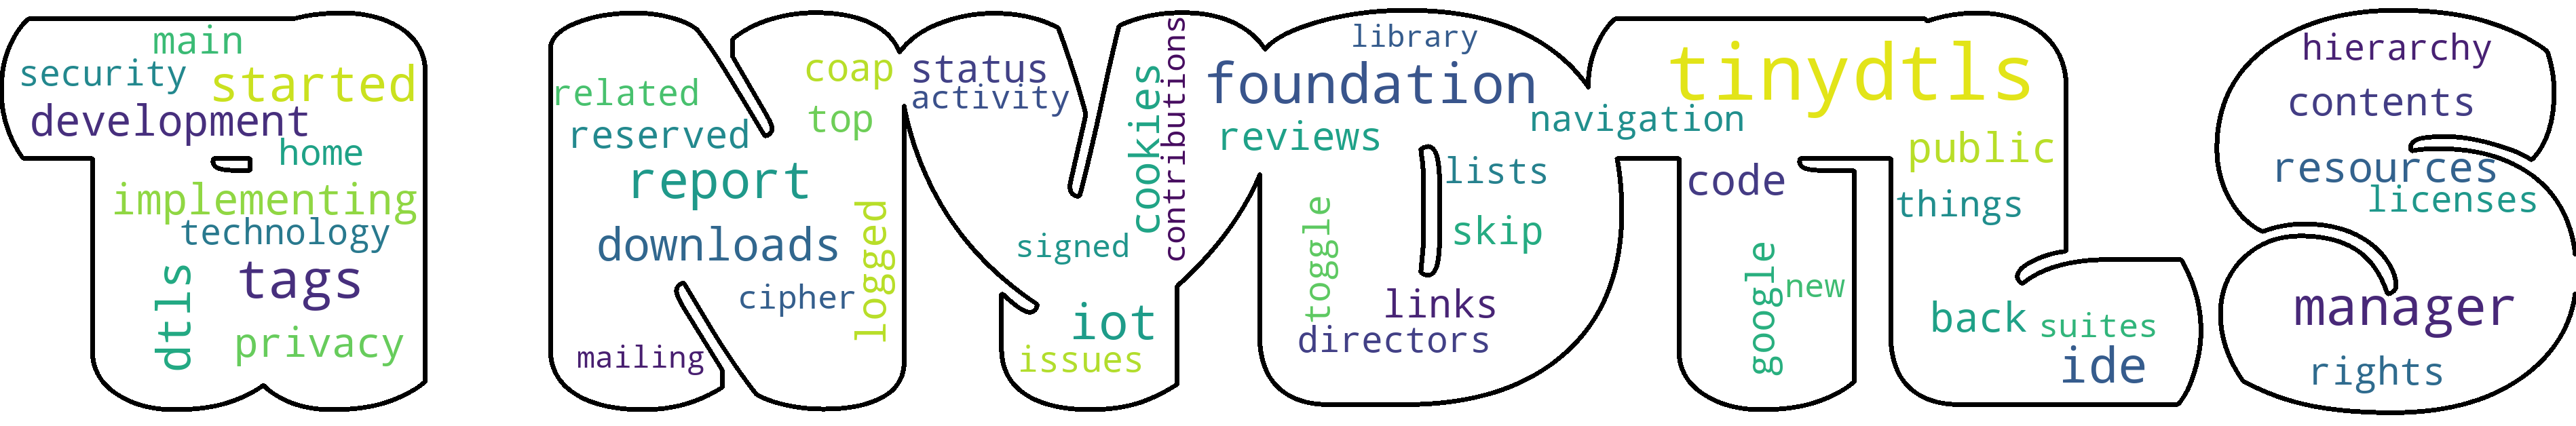 main
security
started
development
home
implementing
technology
dtls
tags
privacy
related
reserved
report
downloads
cipher
mailing
coap
top
logged
status
activity
signed
iot
issues
cookies
contributions
library
foundation
reviews
navigation
lists
skip
toggle
links
directors
tinydtls
code
public
things
google
new
back
suites
ide
hierarchy
contents
resources
licenses
manager
rights